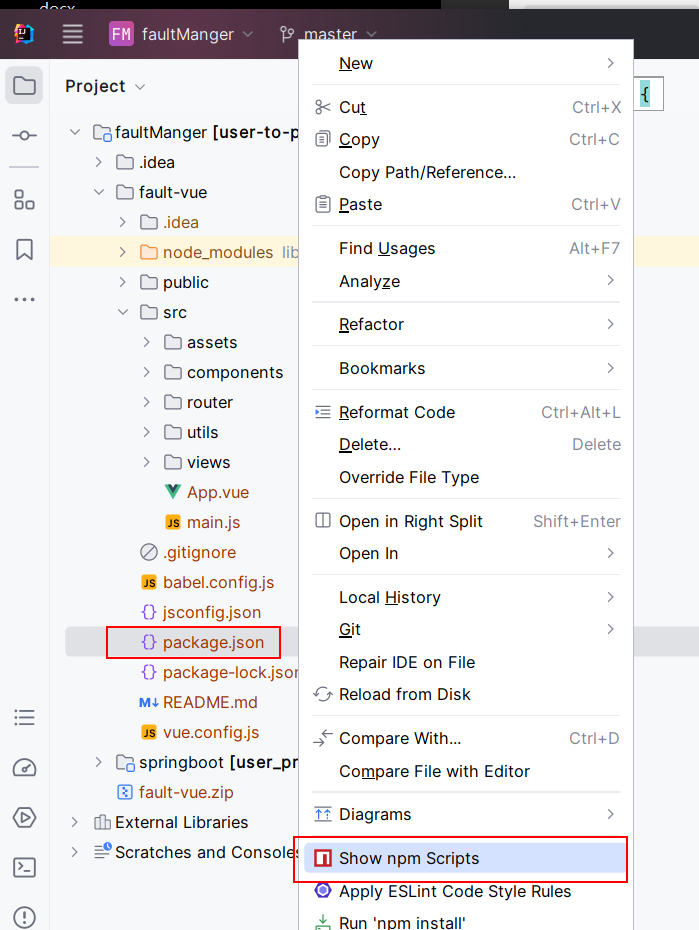 docx
FM faultManger master
Project
{
faultManger [user-to-p
.idea
fault-vue
.idea
node_modules lib
public
src
assets
components
router
utils
views
App.vue
JS main.js
.gitignore
JS babel.config.js
{} jsconfig.json
{} package.json
{} package-lock.json
M↓ README.md
JS vue.config.js
springboot [user_pr
fault-vue.zip
External Libraries
Scratches and Consoles
New
Cut Ctrl+X
Copy Ctrl+C
Copy Path/Reference...
Paste Ctrl+V
Find Usages Alt+F7
Analyze
Refactor
Bookmarks
Reformat Code Ctrl+Alt+L
Delete... Delete
Override File Type
Open in Right Split Shift+Enter
Open In
Local History
Git
Repair IDE on File
Reload from Disk
Compare With... Ctrl+D
Compare File with Editor
Diagrams
Show npm Scripts
Apply ESLint Code Style Rules
Run 'npm install'